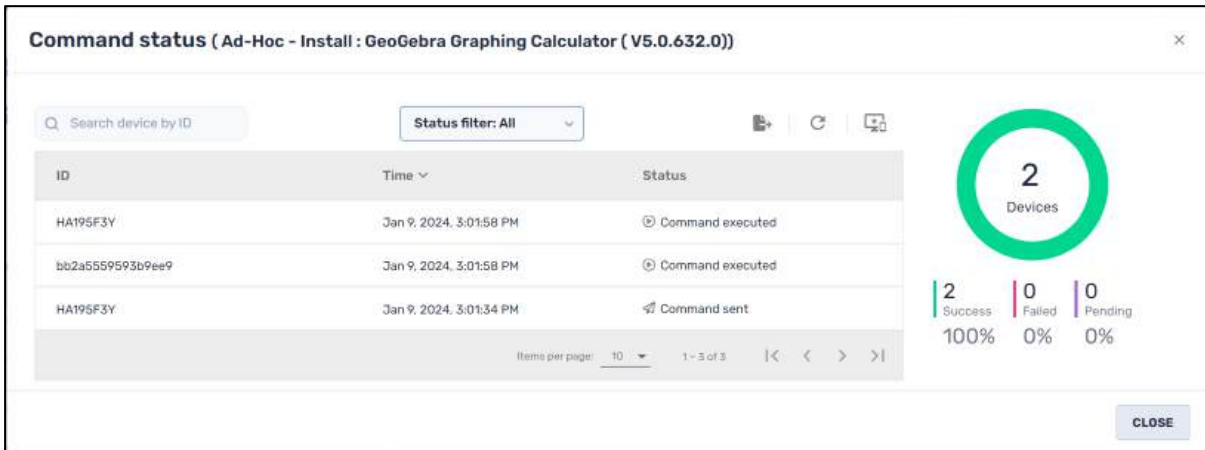 Command status ( Ad-Hoc - Install : GeoGebra Graphing Calculator ( V5.0.632.0))
Search device by ID
Status filter: All
ID Time Status
HA195F3Y Jan 9, 2024, 3:01:58 PM Command executed
bb2a5559593b9ee9 Jan 9, 2024, 3:01:58 PM Command executed
HA195F3Y Jan 9, 2024, 3:01:34 PM Command sent
Items per page: 10 1 - 3 of 3
2
Devices
2 0 0
Success Failed Pending
100% 0% 0%
CLOSE